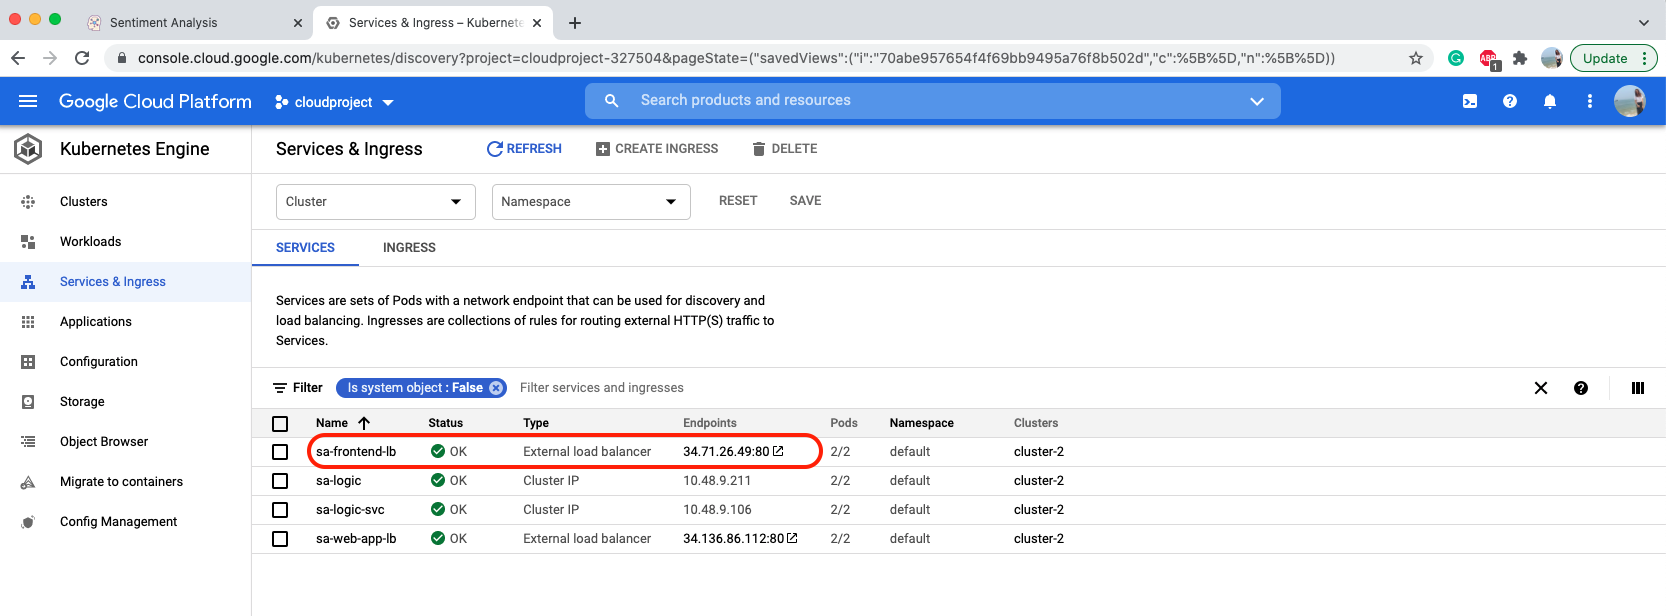 Sentiment Analysis
Services & Ingress – Kubernete
console.cloud.google.com/kubernetes/discovery?project=cloudproject-327504&pageState=("savedViews":("i":"70abe957654f4f69bb9495a76f8b502d","c":%5B%5D,"n":%5B%5D))
G
ABP
1
Update
Google Cloud Platform
cloudproject
Search products and resources
Kubernetes Engine
Services & Ingress
REFRESH
CREATE INGRESS
DELETE
Clusters
Workloads
Services & Ingress
Applications
Configuration
Storage
Object Browser
Migrate to containers
Config Management
Cluster
Namespace
RESET
SAVE
SERVICES
INGRESS
Services are sets of Pods with a network endpoint that can be used for discovery and
load balancing. Ingresses are collections of rules for routing external HTTP(S) traffic to
Services.
Filter
Is system object : False
Filter services and ingresses
Name Status Type Endpoints Pods Namespace Clusters
sa-frontend-lb OK External load balancer 34.71.26.49:80 2/2 default cluster-2
sa-logic OK Cluster IP 10.48.9.211 2/2 default cluster-2
sa-logic-svc OK Cluster IP 10.48.9.106 2/2 default cluster-2
sa-web-app-lb OK External load balancer 34.136.86.112:80 2/2 default cluster-2